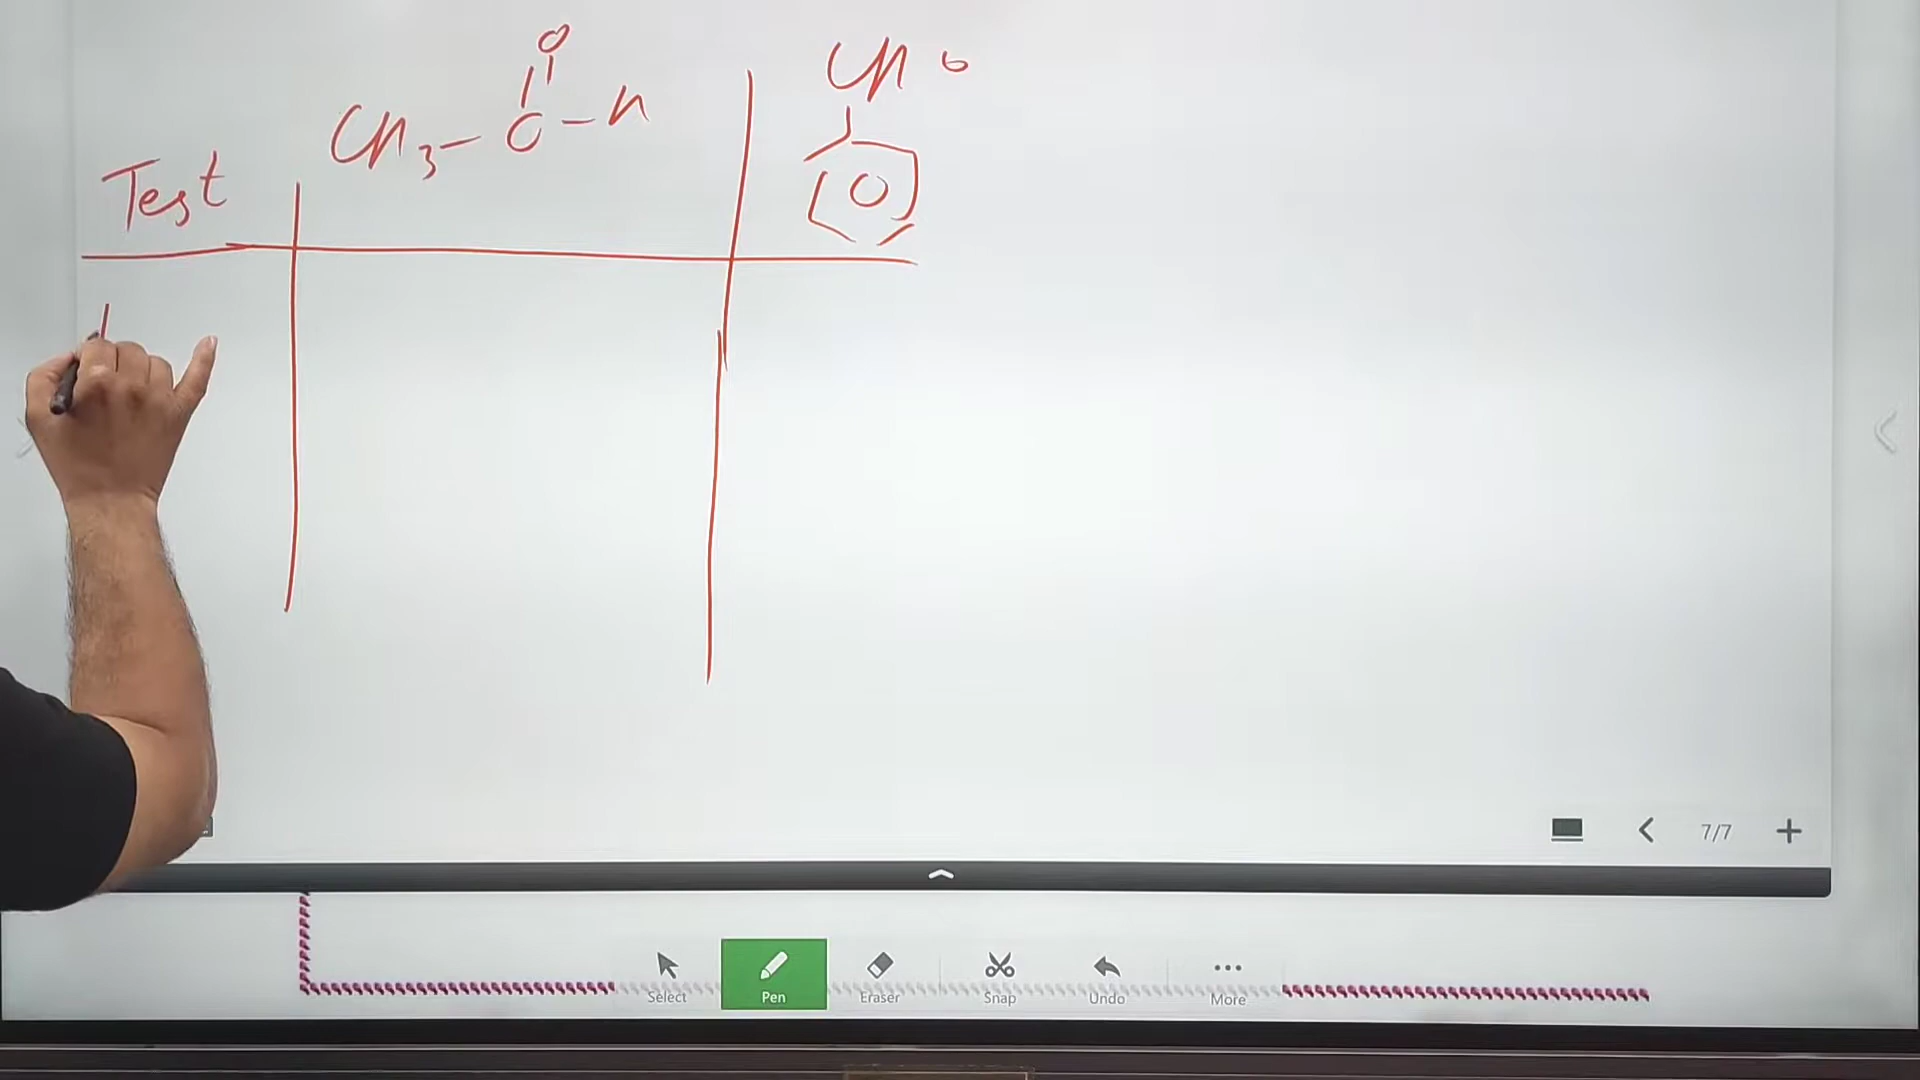 O
CH3-C-H
CHO
Test
O
7/7
Select Pen Eraser Snap Undo More